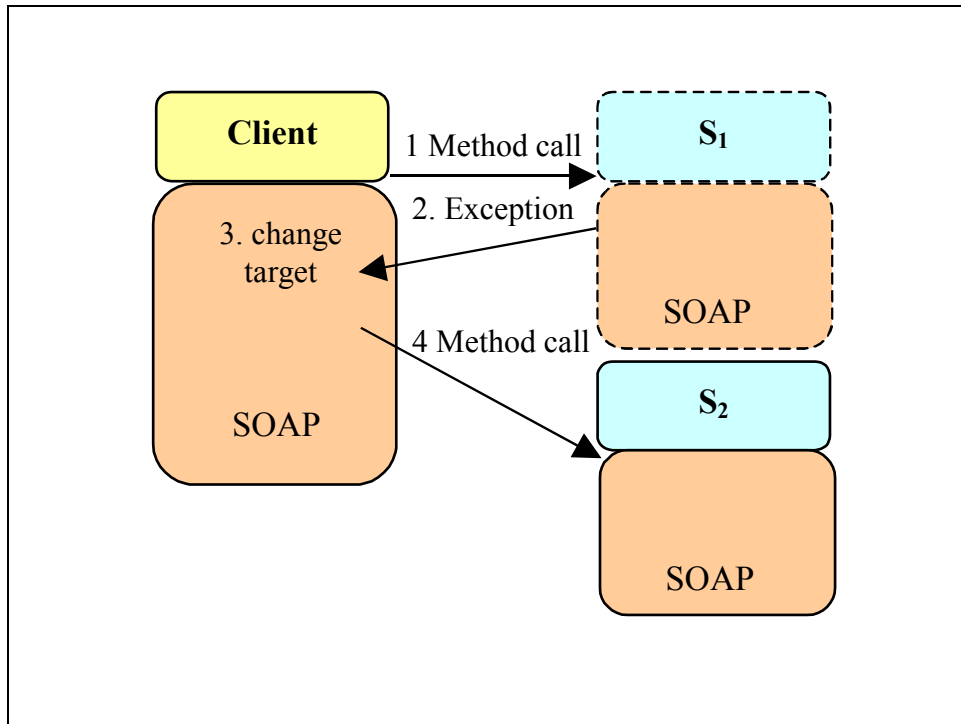 Client
S₁
1 Method call
2. Exception
3. change
target
SOAP
4 Method call
S₂
SOAP
SOAP